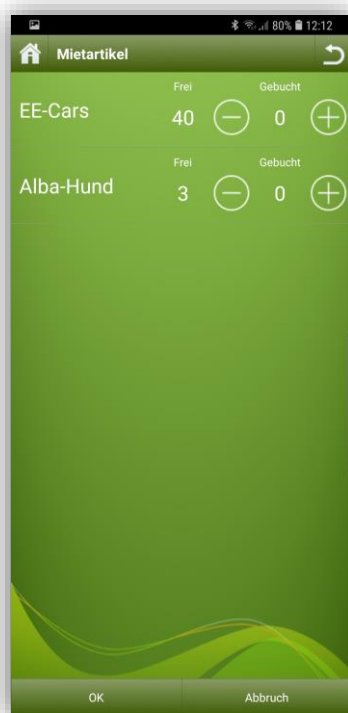 80% 12:12
Mietartikel
Frei Gebucht
EE-Cars 40 0
Frei Gebucht
Alba-Hund 3 0
OK Abbruch